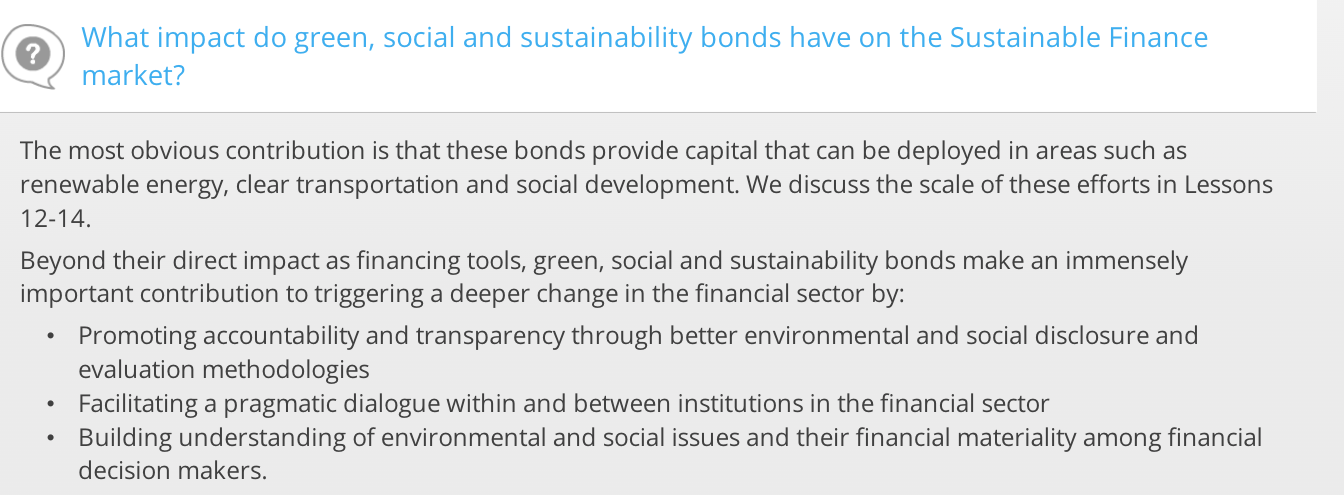 ?
What impact do green, social and sustainability bonds have on the Sustainable Finance
market?
The most obvious contribution is that these bonds provide capital that can be deployed in areas such as
renewable energy, clear transportation and social development. We discuss the scale of these efforts in Lessons
12-14.
Beyond their direct impact as financing tools, green, social and sustainability bonds make an immensely
important contribution to triggering a deeper change in the financial sector by:
• Promoting accountability and transparency through better environmental and social disclosure and
evaluation methodologies
• Facilitating a pragmatic dialogue within and between institutions in the financial sector
• Building understanding of environmental and social issues and their financial materiality among financial
decision makers.